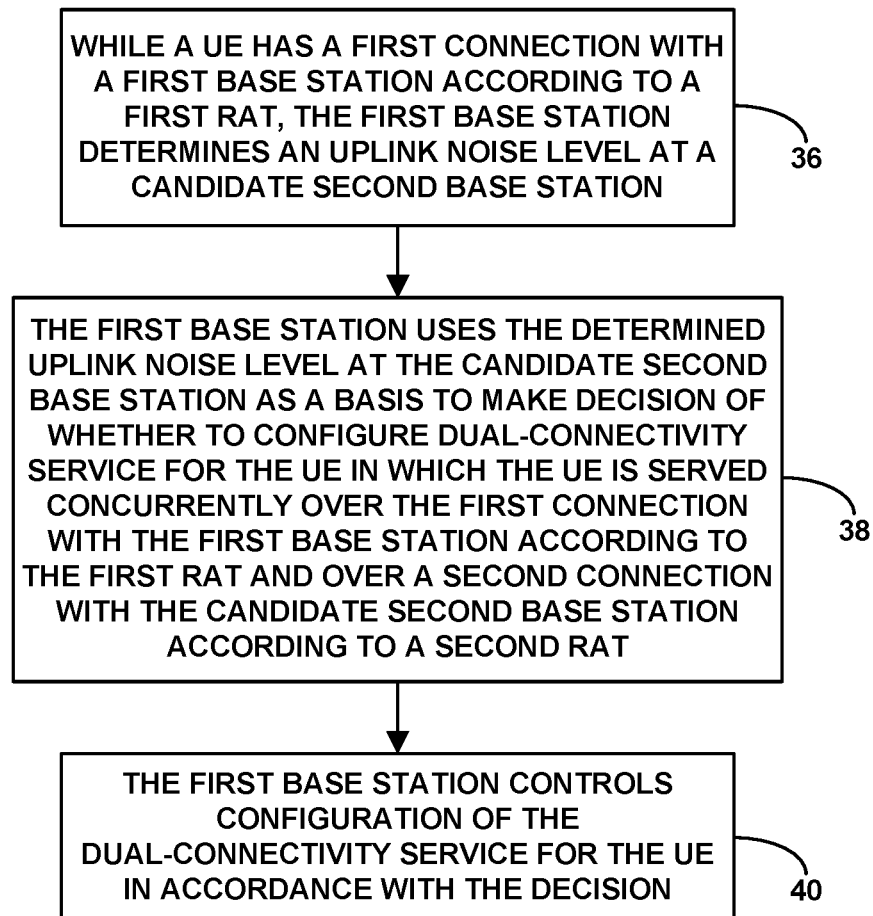 WHILE A UE HAS A FIRST CONNECTION WITH
A FIRST BASE STATION ACCORDING TO A
FIRST RAT, THE FIRST BASE STATION
DETERMINES AN UPLINK NOISE LEVEL AT A
CANDIDATE SECOND BASE STATION
36
THE FIRST BASE STATION USES THE DETERMINED
UPLINK NOISE LEVEL AT THE CANDIDATE SECOND
BASE STATION AS A BASIS TO MAKE DECISION OF
WHETHER TO CONFIGURE DUAL-CONNECTIVITY
SERVICE FOR THE UE IN WHICH THE UE IS SERVED
CONCURRENTLY OVER THE FIRST CONNECTION
WITH THE FIRST BASE STATION ACCORDING TO
THE FIRST RAT AND OVER A SECOND CONNECTION
WITH THE CANDIDATE SECOND BASE STATION
ACCORDING TO A SECOND RAT
38
THE FIRST BASE STATION CONTROLS
CONFIGURATION OF THE
DUAL-CONNECTIVITY SERVICE FOR THE UE
IN ACCORDANCE WITH THE DECISION
40